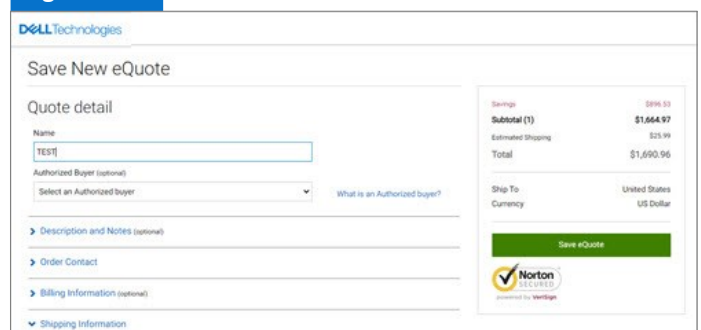 DELLTechnologies
Save New eQuote
Quote detail
Name
TEST
Authorized Buyer (optional)
Select an Authorized buyer
What is an Authorized buyer?
Description and Notes (optional)
Order Contact
Billing Information (optional)
Shipping Information
Savings $896.53
Subtotal (1) $1,664.97
Estimated Shipping $25.99
Total $1,690.96
Ship To United States
Currency US Dollar
Save eQuote
Norton
SECURED
powered by VeriSign